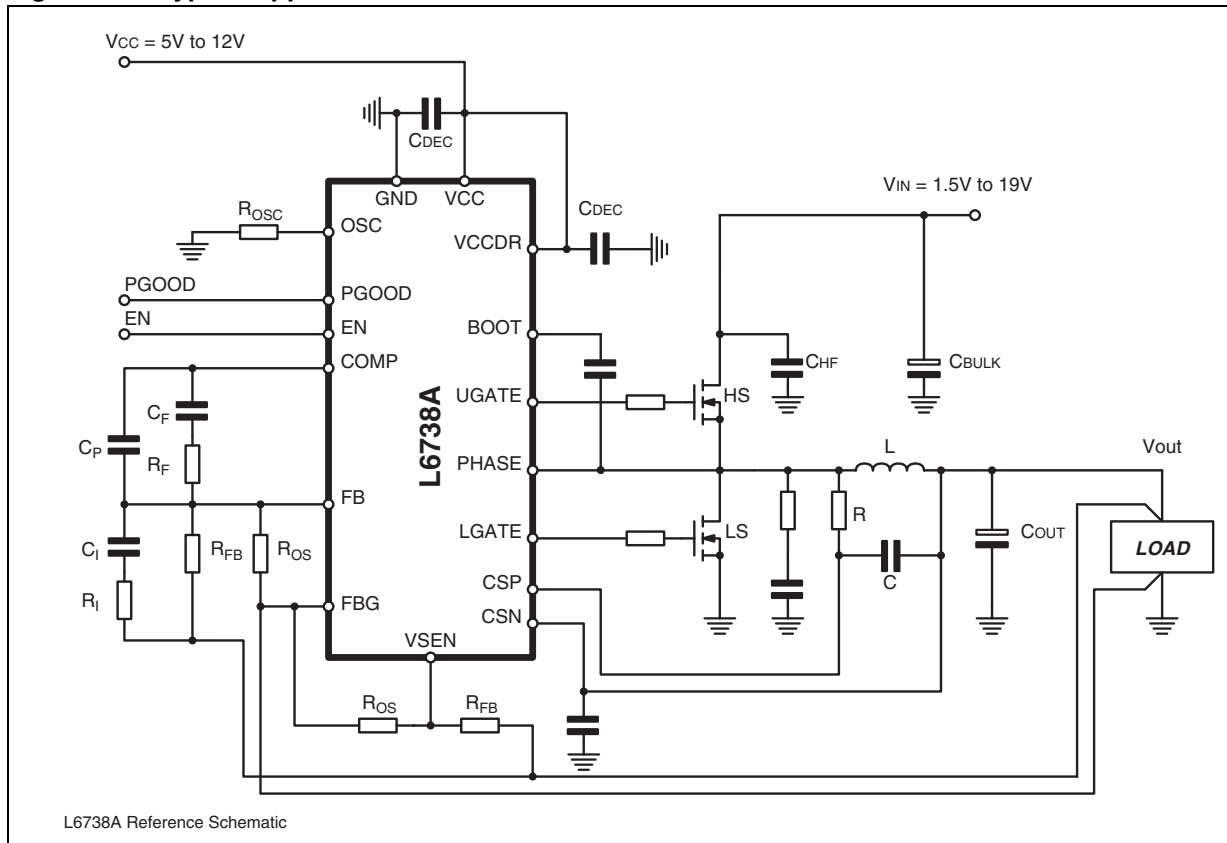 VCC = 5V to 12V
CDEC
GND
VCC
VIN = 1.5V to 19V
ROSC
OSC
CDEC
VCCDR
PGOOD
PGOOD
EN
EN
BOOT
COMP
CHF
CBULK
UGATE
HS
CF
L6738A
CP
RF
PHASE
L
Vout
FB
R
LGATE
LS
COUT
LOAD
CI
RFB
ROS
C
CSP
RI
FBG
CSN
VSEN
ROS
RFB
L6738A Reference Schematic